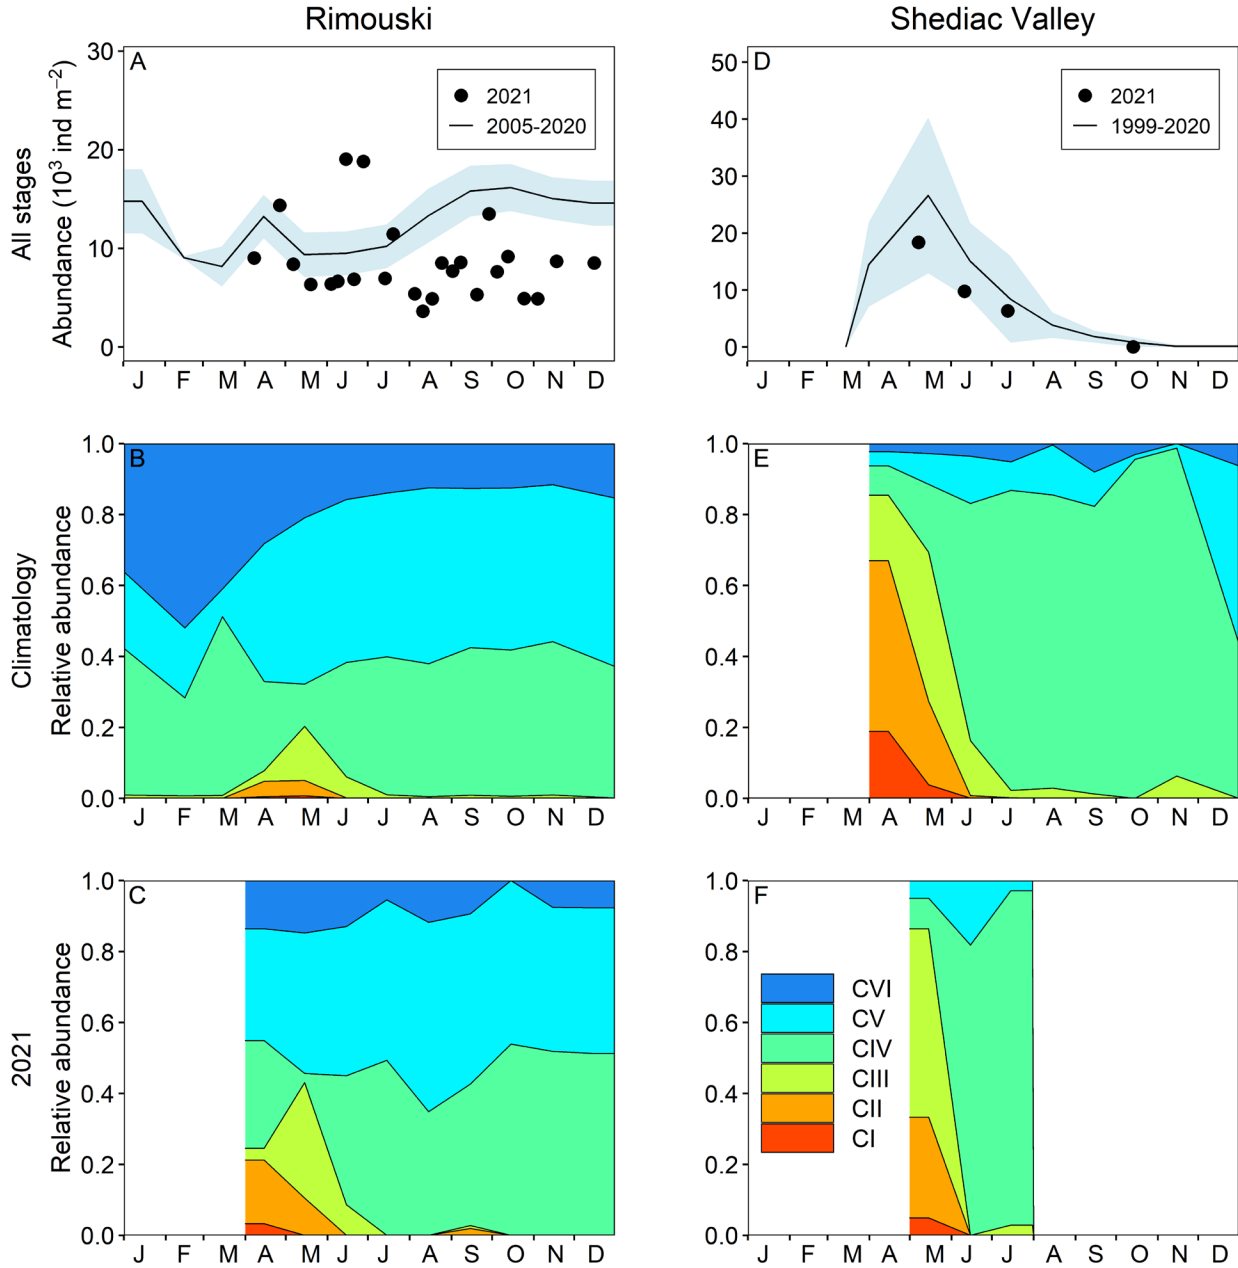 Rimouski
Shediac Valley
All stages
Abundance (10³ ind m⁻²)
A
30
20
10
0
2021
2005-2020
J F M A M J J A S O N D
D
50
40
30
20
10
0
2021
1999-2020
J F M A M J J A S O N D
Climatology
Relative abundance
B
1.0
0.8
0.6
0.4
0.2
0.0
J F M A M J J A S O N D
E
1.0
0.8
0.6
0.4
0.2
0.0
J F M A M J J A S O N D
2021
Relative abundance
C
1.0
0.8
0.6
0.4
0.2
0.0
J F M A M J J A S O N D
F
1.0
0.8
0.6
0.4
0.2
0.0
CVI
CV
CIV
CIII
CII
CI
J F M A M J J A S O N D